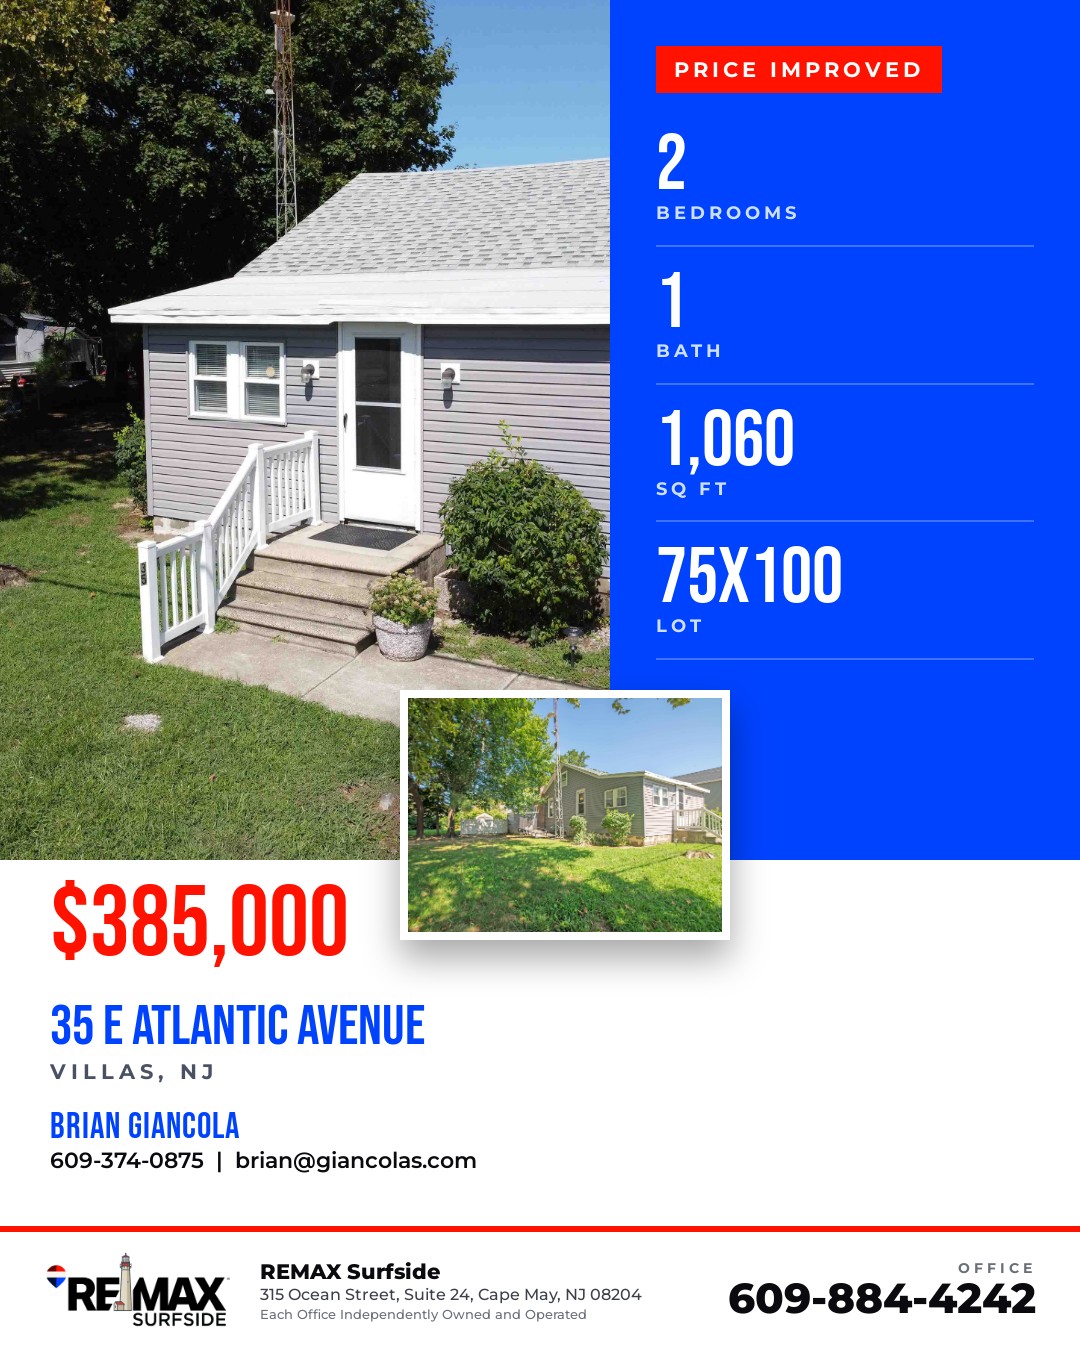 PRICE IMPROVED
2
BEDROOMS
1
BATH
1,060
SQ FT
75X100
LOT
35
$385,000
35 E ATLANTIC AVENUE
VILLAS, NJ
BRIAN GIANCOLA
609-374-0875 | brian@giancolas.com
RE/MAX
SURFSIDE
REMAX Surfside
315 Ocean Street, Suite 24, Cape May, NJ 08204
Each Office Independently Owned and Operated
OFFICE
609-884-4242